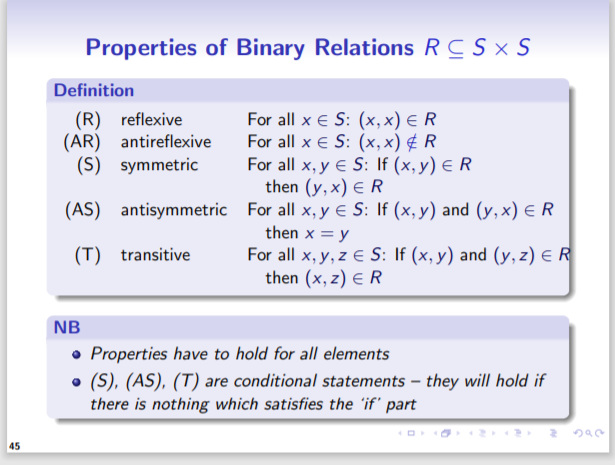 Properties of Binary Relations R ⊆ S × S
Definition
(R) reflexive For all x ∈ S: (x, x) ∈ R
(AR) antireflexive For all x ∈ S: (x, x) ∉ R
(S) symmetric For all x, y ∈ S: If (x, y) ∈ R
then (y, x) ∈ R
(AS) antisymmetric For all x, y ∈ S: If (x, y) and (y, x) ∈ R
then x = y
(T) transitive For all x, y, z ∈ S: If (x, y) and (y, z) ∈ R
then (x, z) ∈ R
NB
Properties have to hold for all elements
(S), (AS), (T) are conditional statements – they will hold if
there is nothing which satisfies the ‘if’ part
45